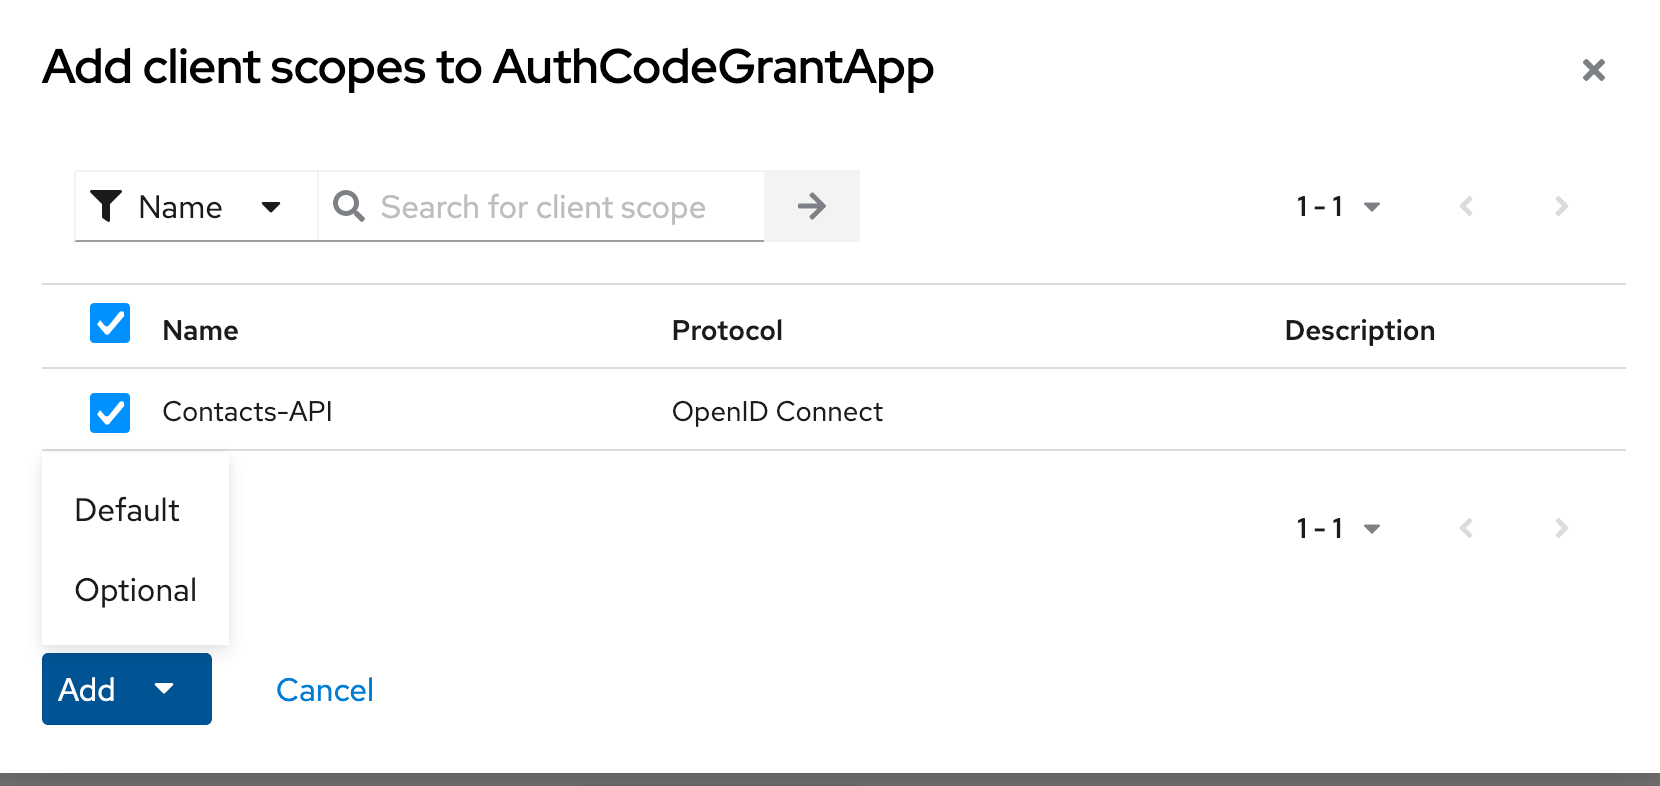 Add client scopes to AuthCodeGrantApp
Name Search for client scope 1 - 1
Name Protocol Description
Contacts-API OpenID Connect
Default
1 - 1
Optional
Add Cancel